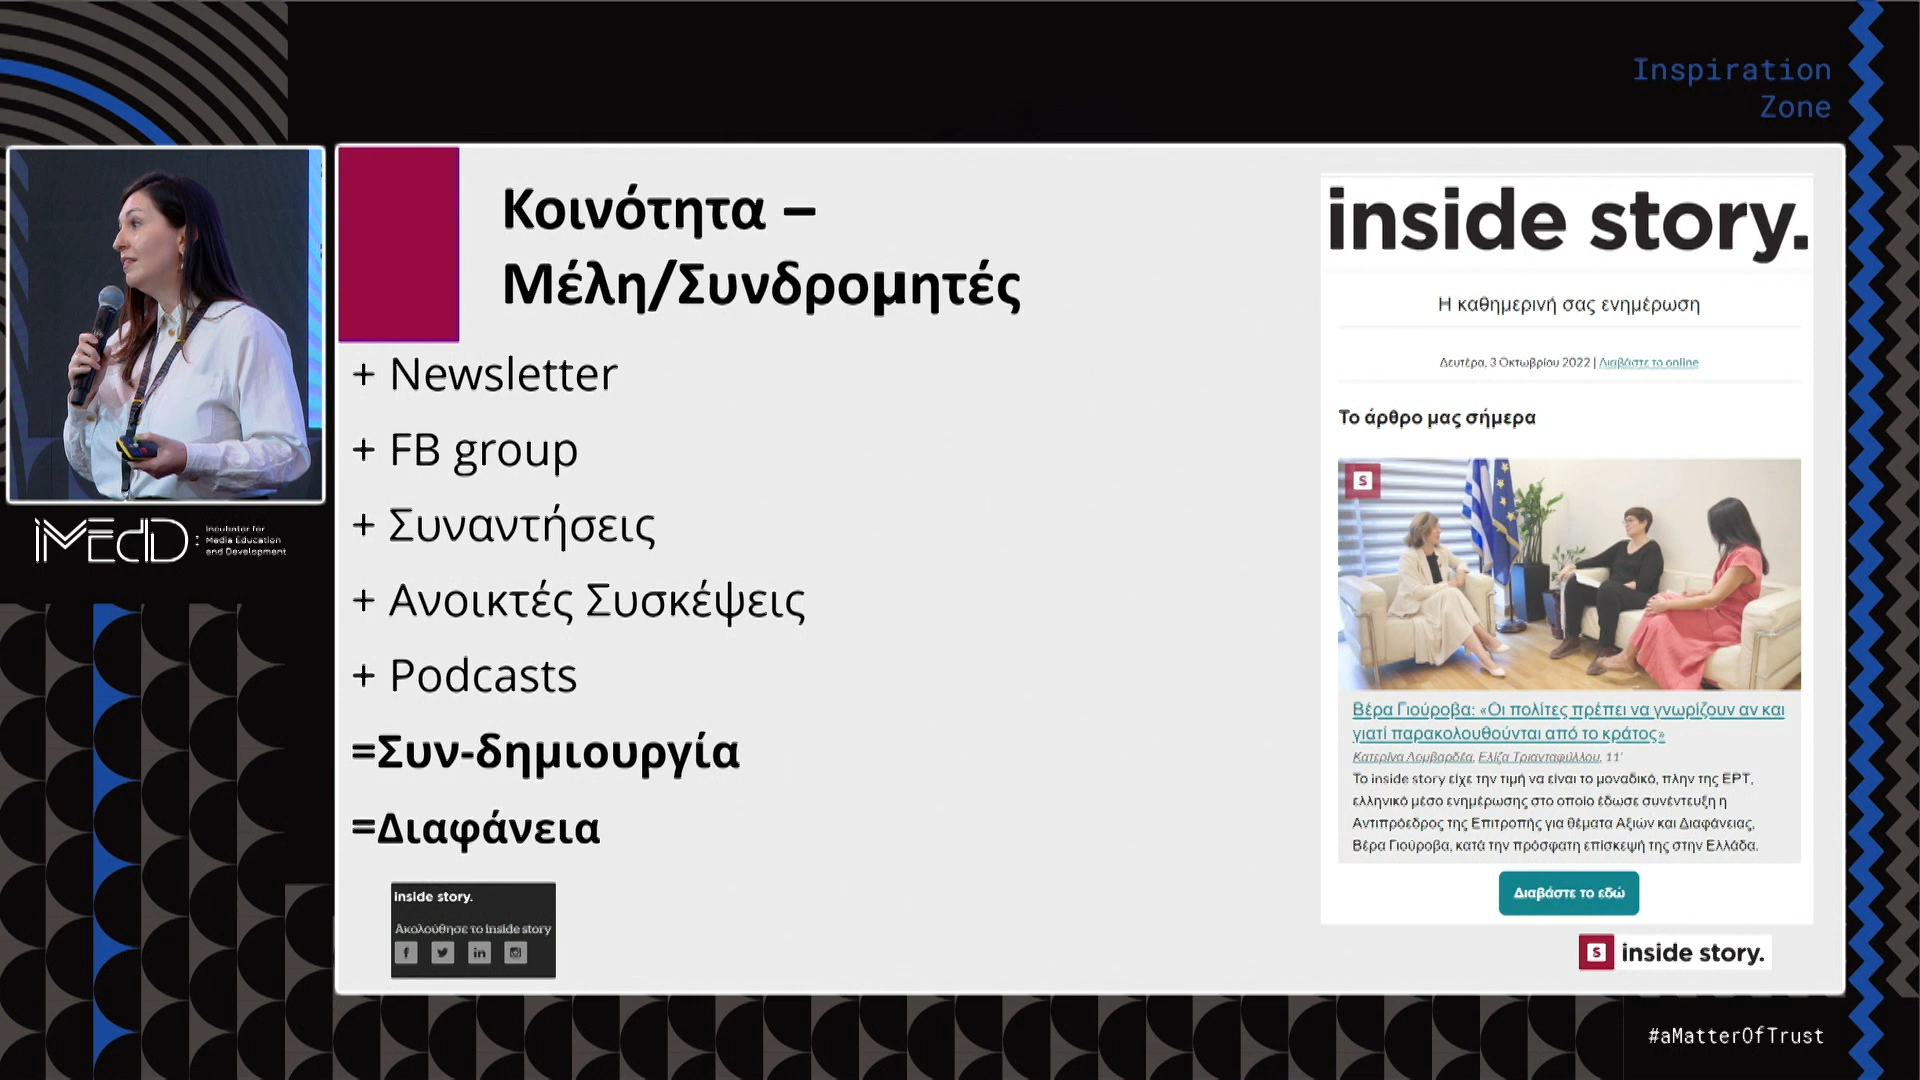 Inspiration
Zone
Κοινότητα –
Μέλη/Συνδρομητές
+ Newsletter
+ FB group
+ Συναντήσεις
+ Ανοικτές Συσκέψεις
+ Podcasts
=Συν-δημιουργία
=Διαφάνεια
inside story.
Ακολούθησε το inside story
inside story.
Η καθημερινή σας ενημέρωση
Δευτέρα, 3 Οκτωβρίου 2022 | Διαβάστε το online
Το άρθρο μας σήμερα
S
Βέρα Γιούροβα: «Οι πολίτες πρέπει να γνωρίζουν αν και
γιατί παρακολουθούνται από το κράτος»
Κατερίνα Λομβαρδέα, Ελίζα Τριανταφύλλου, 11'
Το inside story είχε την τιμή να είναι το μοναδικό, πλην της ΕΡΤ,
ελληνικό μέσο ενημέρωσης στο οποίο έδωσε συνέντευξη η
Αντιπρόεδρος της Επιτροπής για θέματα Αξιών και Διαφάνειας,
Βέρα Γιούροβα, κατά την πρόσφατη επίσκεψή της στην Ελλάδα.
Διαβάστε το εδώ
S inside story.
iMEdD: Incubator for
Media Education
and Development
#aMatterOfTrust